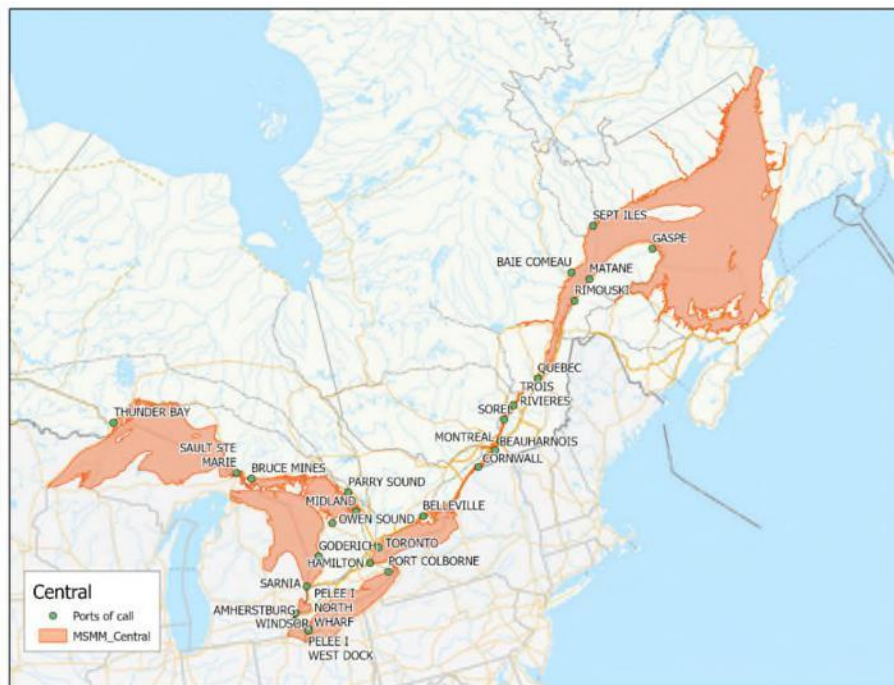 SEPT ILES
GASPE
BAIE COMEAU
MATANE
RIMOUSKI
QUEBEC
TROIS
RIVIERES
SOREL
MONTREAL
BEAUHARNOIS
CORNWALL
THUNDER BAY
SAULT STE
MARIE
BRUCE MINES
PARRY SOUND
MIDLAND
BELLEVILLE
OWEN SOUND
GODERICH
TORONTO
HAMILTON
PORT COLBORNE
SARNIA
PELEE I
NORTH
WHARF
AMHERSTBURG
WINDSOR
PELEE I
WEST DOCK
Central
Ports of call
MSMM_Central